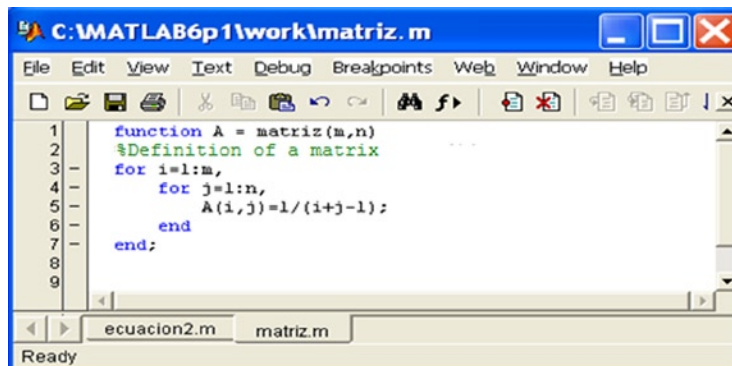 C:\MATLAB6p1\work\matriz.m
File Edit View Text Debug Breakpoints Web Window Help
1 function A = matriz(m,n)
2 %Definition of a matrix
3 - for i=1:m,
4 - for j=1:n,
5 - A(i,j)=1/(i+j-1);
6 - end
7 - end;
8
9
ecuacion2.m matriz.m
Ready